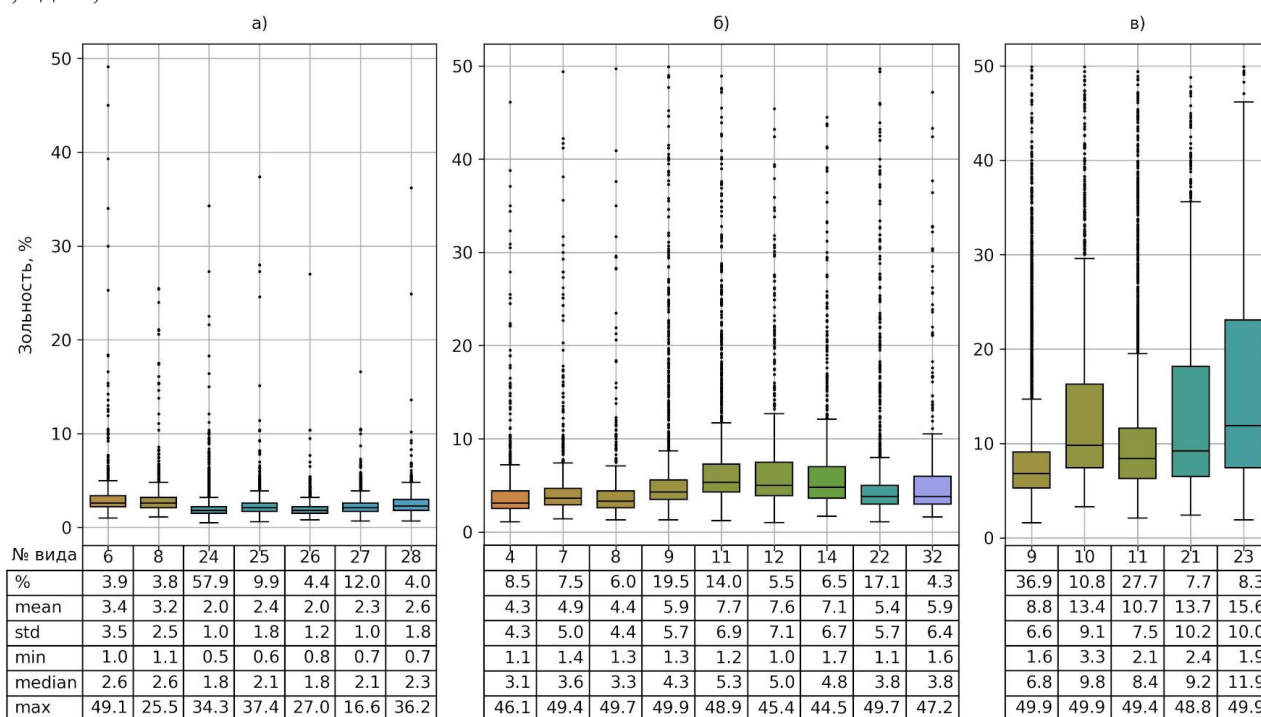 а) б) в)
50 50 50
40 40 40
30 30 30
Зольность, %
20 20 20
10 10 10
0 0 0
№ вида 6 8 24 25 26 27 28 4 7 8 9 11 12 14 22 32 9 10 11 21 23
% 3.9 3.8 57.9 9.9 4.4 12.0 4.0 8.5 7.5 6.0 19.5 14.0 5.5 6.5 17.1 4.3 36.9 10.8 27.7 7.7 8.3
mean 3.4 3.2 2.0 2.4 2.0 2.3 2.6 4.3 4.9 4.4 5.9 7.7 7.6 7.1 5.4 5.9 8.8 13.4 10.7 13.7 15.6
std 3.5 2.5 1.0 1.8 1.2 1.0 1.8 4.3 5.0 4.4 5.7 6.9 7.1 6.7 5.7 6.4 6.6 9.1 7.5 10.2 10.0
min 1.0 1.1 0.5 0.6 0.8 0.7 0.7 1.1 1.4 1.3 1.3 1.2 1.0 1.7 1.1 1.6 1.6 3.3 2.1 2.4 1.9
median 2.6 2.6 1.8 2.1 1.8 2.1 2.3 3.1 3.6 3.3 4.3 5.3 5.0 4.8 3.8 3.8 6.8 9.8 8.4 9.2 11.9
max 49.1 25.5 34.3 37.4 27.0 16.6 36.2 46.1 49.4 49.7 49.9 48.9 45.4 44.5 49.7 47.2 49.9 49.9 49.4 48.8 49.9